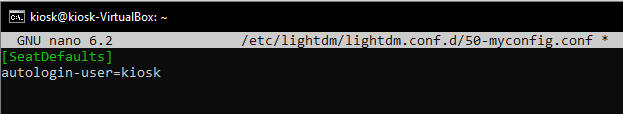 kiosk@kiosk-VirtualBox: ~
GNU nano 6.2 /etc/lightdm/lightdm.conf.d/50-myconfig.conf *
[SeatDefaults]
autologin-user=kiosk